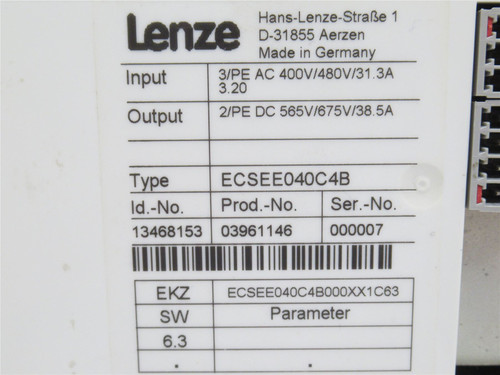 Lenze
Hans-Lenze-Straße 1
D-31855 Aerzen
Made in Germany
Input 3/PE AC 400V/480V/31.3A
3.20
Output 2/PE DC 565V/675V/38.5A
Type ECSEE040C4B
Id.-No. Prod.-No. Ser.-No.
13468153 03961146 000007
EKZ ECSEE040C4B000XX1C63
SW Parameter
6.3
. .